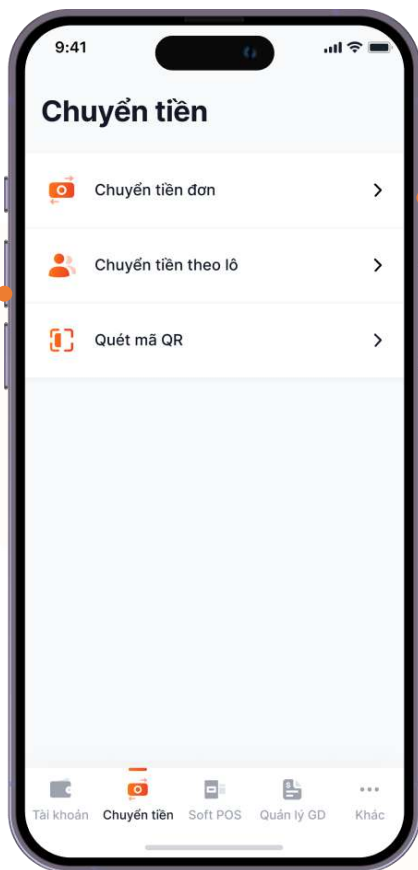 9:41
Chuyển tiền
Chuyển tiền đơn
Chuyển tiền theo lô
Quét mã QR
Tài khoản Chuyển tiền Soft POS Quản lý GD Khác